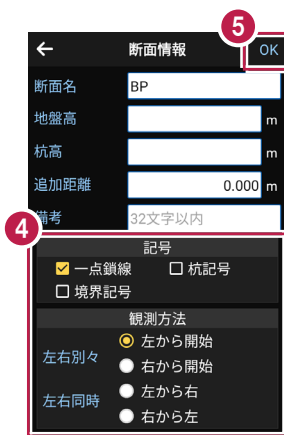 5
← 断面情報 OK
断面名 BP
地盤高 m
杭高 m
追加距離 0.000 m
備考 32文字以内
4
記号
一点鎖線 杭記号
境界記号
観測方法
左右別々 左から開始
右から開始
左右同時 左から右
右から左